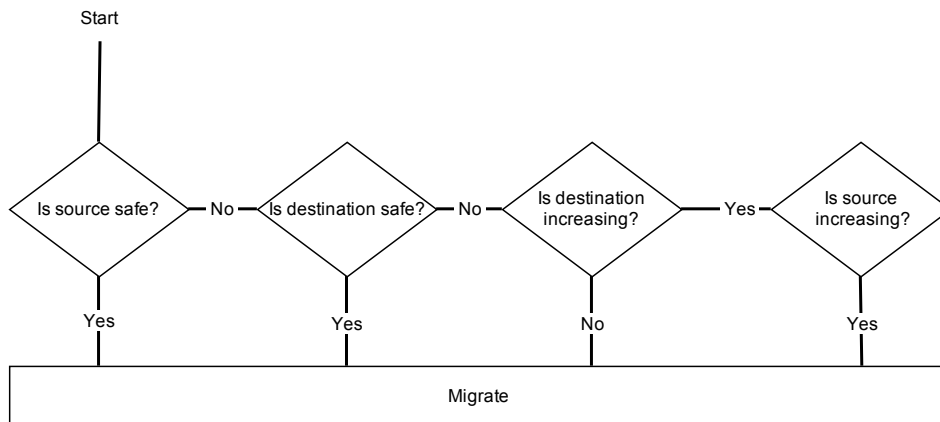 Start
Is source safe?
No
Is destination safe?
No
Is destination
increasing?
Yes
Is source
increasing?
Yes
Yes
No
Yes
Migrate